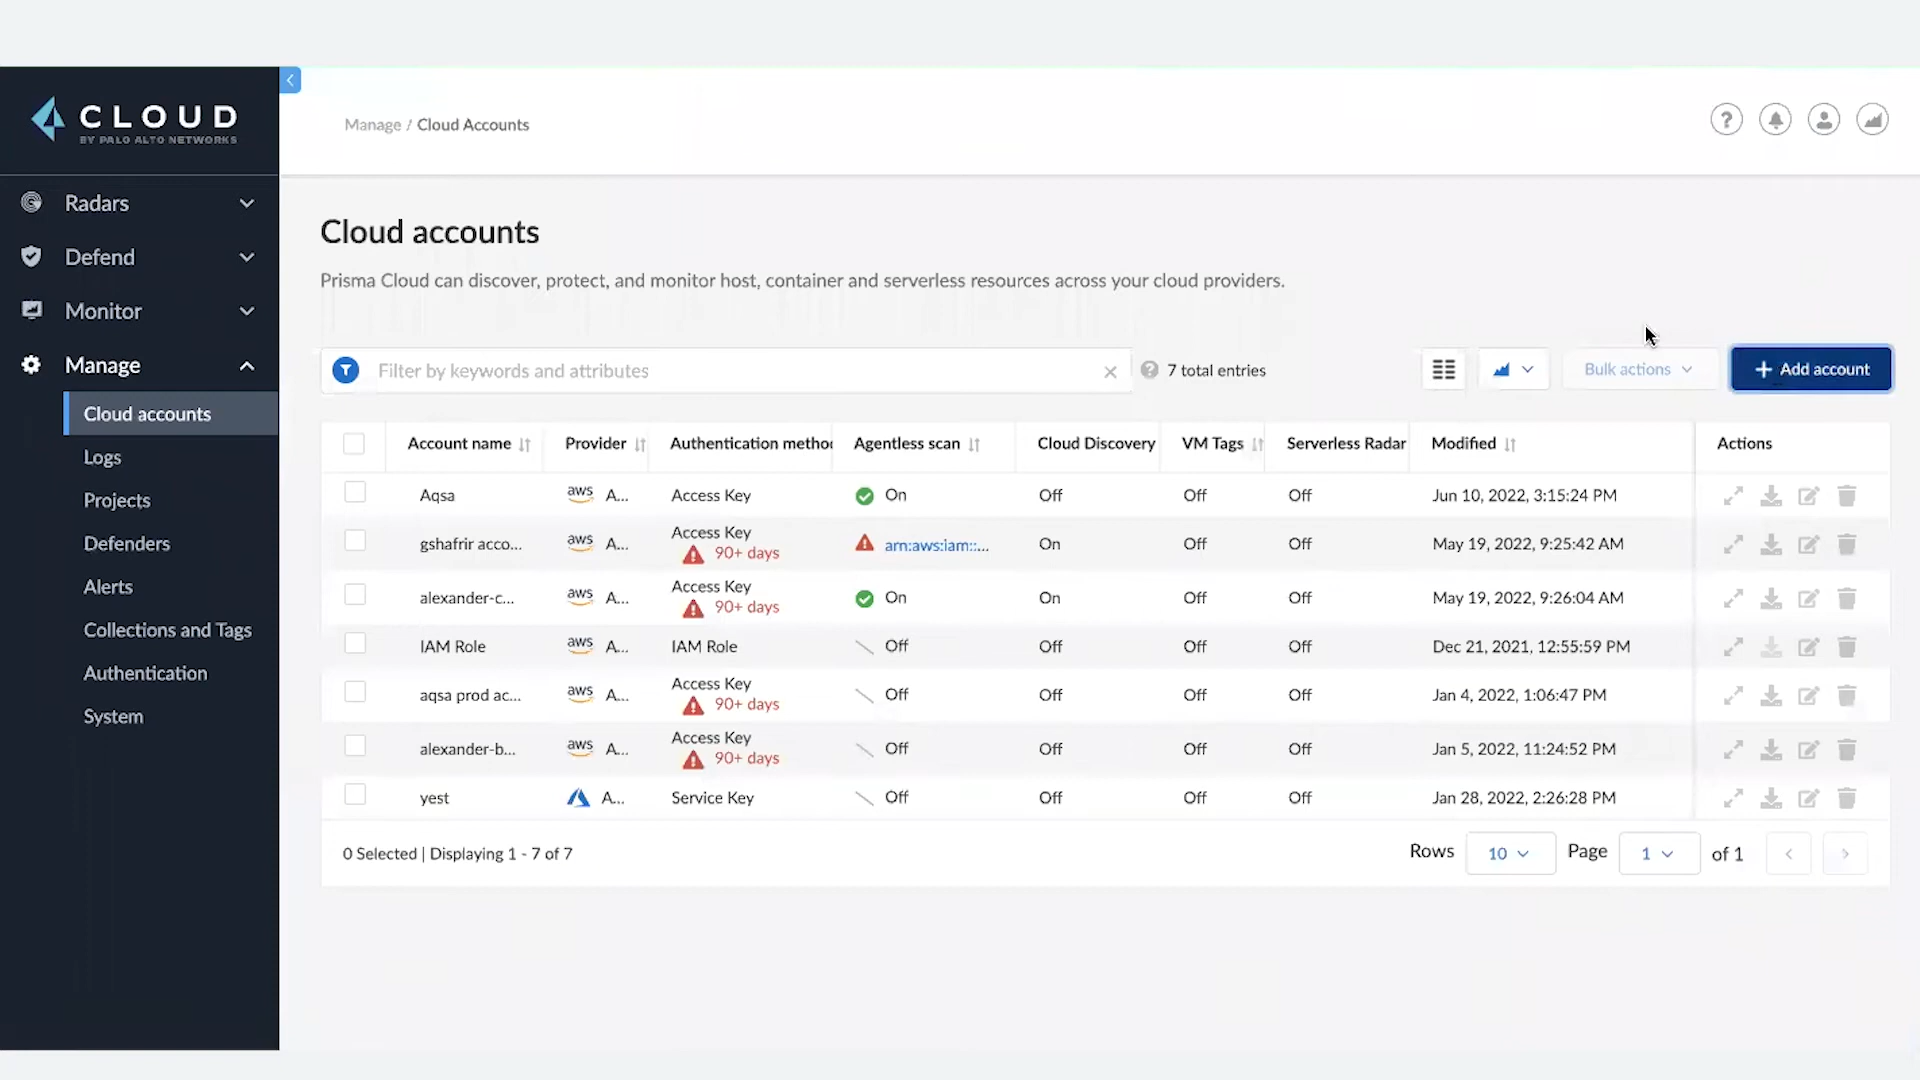 CLOUD
BY PALO ALTO NETWORKS
Radars
Defend
Monitor
Manage
Cloud accounts
Logs
Projects
Defenders
Alerts
Collections and Tags
Authentication
System
Manage / Cloud Accounts
Cloud accounts
Prisma Cloud can discover, protect, and monitor host, container and serverless resources across your cloud providers.
Filter by keywords and attributes
7 total entries
Bulk actions
+ Add account
Account name Provider Authentication method Agentless scan Cloud Discovery VM Tags Serverless Radar Modified Actions
Aqsa aws A... Access Key On Off Off Off Jun 10, 2022, 3:15:24 PM
gshafrir acco... aws A... Access Key 90+ days arn:aws:iam::... On Off Off May 19, 2022, 9:25:42 AM
alexander-c... aws A... Access Key 90+ days On On Off Off May 19, 2022, 9:26:04 AM
IAM Role aws A... IAM Role Off Off Off Off Dec 21, 2021, 12:55:59 PM
aqsa prod ac... aws A... Access Key 90+ days Off Off Off Off Jan 4, 2022, 1:06:47 PM
alexander-b... aws A... Access Key 90+ days Off Off Off Off Jan 5, 2022, 11:24:52 PM
yest A... Service Key Off Off Off Off Jan 28, 2022, 2:26:28 PM
0 Selected | Displaying 1 - 7 of 7
Rows 10 Page 1 of 1